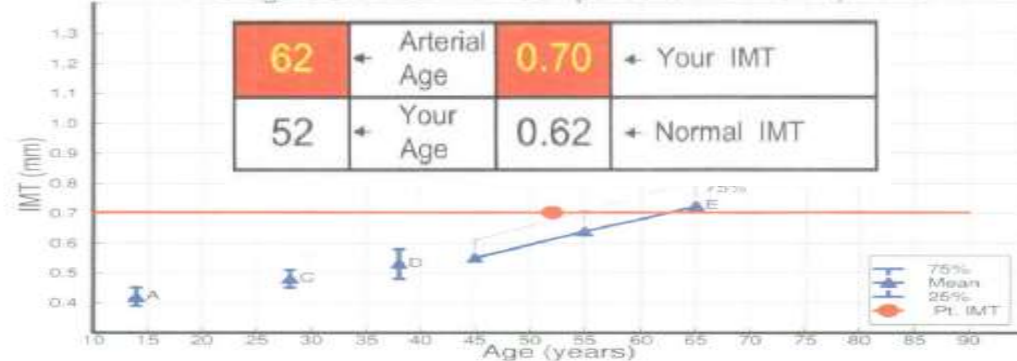 62 ← Arterial Age 0.70 ← Your IMT
52 ← Your Age 0.62 ← Normal IMT
IMT (mm)
1.3
1.2
1.1
1.0
0.9
0.8
0.7
0.6
0.5
0.4
A
C
D
75%
E
75%
Mean
25%
Pt. IMT
10 15 20 25 30 35 40 45 50 55 60 65 70 75 80 85 90
Age (years)